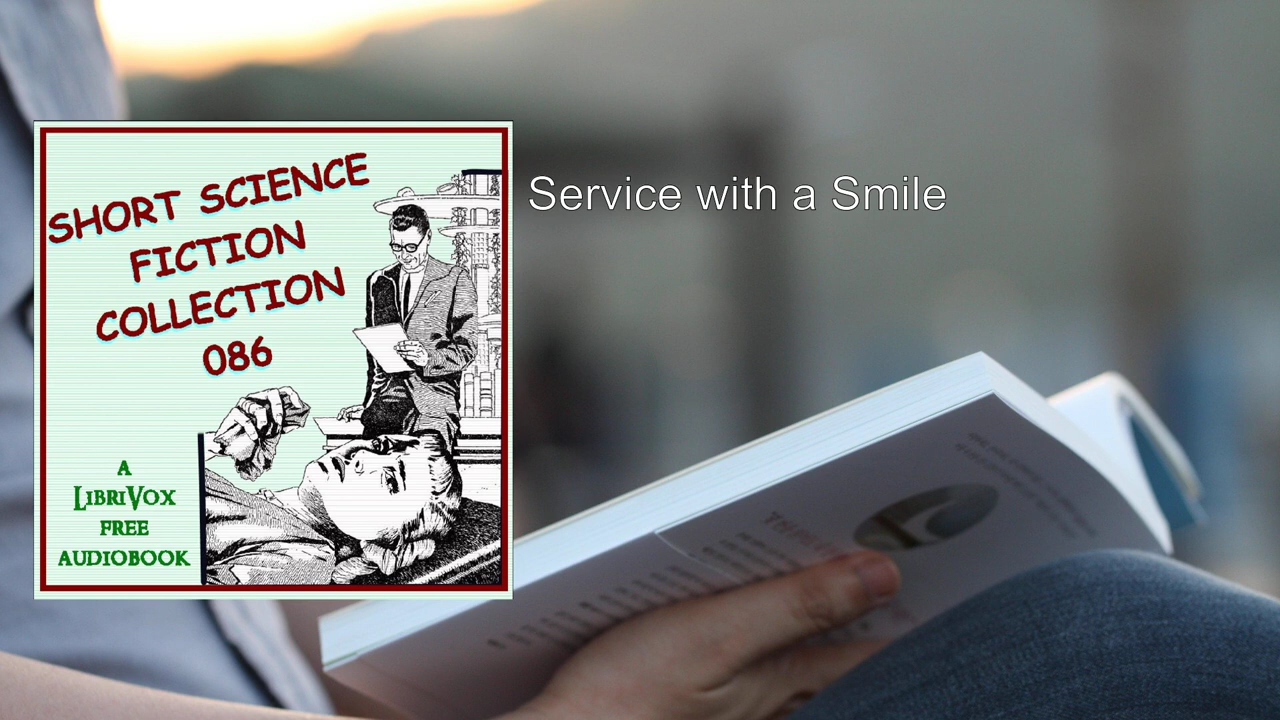 SHORT SCIENCE
FICTION
COLLECTION
086
A
LIBRIVOX
FREE
AUDIOBOOK
Service with a Smile